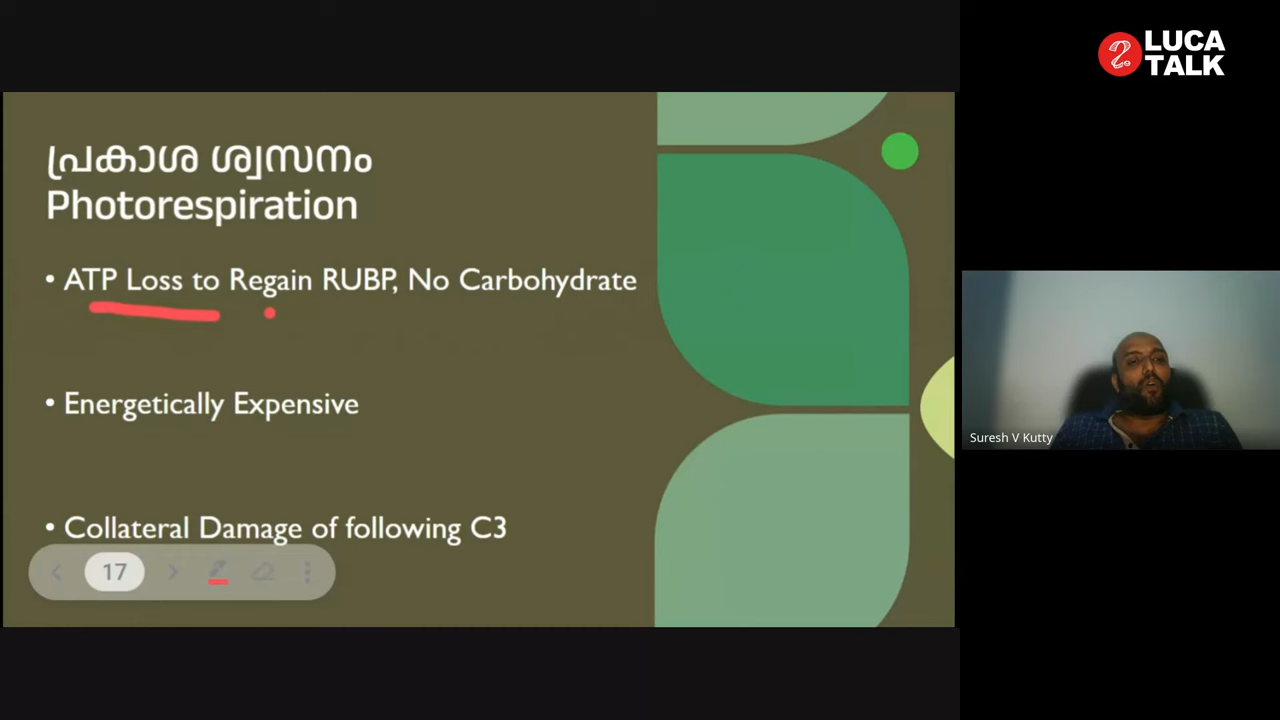 LUCA
TALK
പ്രകാശ ശ്വസനം
Photorespiration
• ATP Loss to Regain RUBP, No Carbohydrate
• Energetically Expensive
• Collateral Damage of following C3
17
Suresh V Kutty